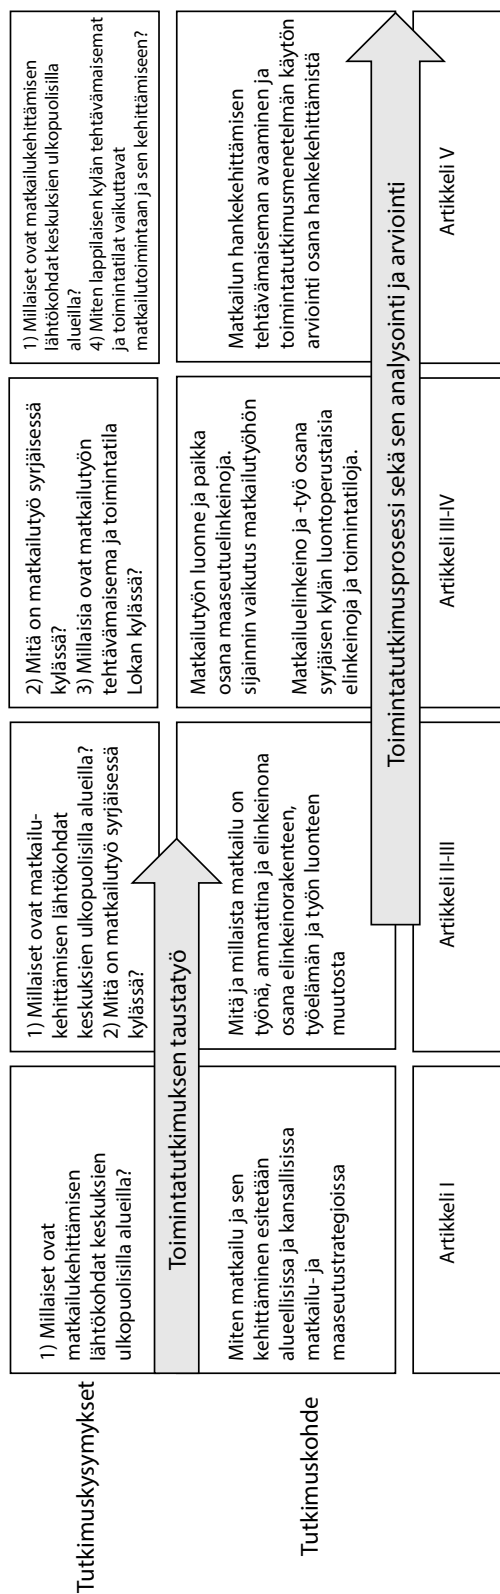 Tutkimuskysymykset
1) Millaiset ovat
matkailukehittämisen
lähtökohdat keskuksien
ulkopuolisilla alueilla?
1) Millaiset ovat matkailu-
kehittämisen lähtökohdat
keskuksien ulkopuolisilla alueilla?
2) Mitä on matkailutyö syrjäisessä
kylässä?
2) Mitä on matkailutyö syrjäisessä
kylässä?
3) Millaisia ovat matkailutyön
tehtävämaisema ja toimintatila
Lokan kylässä?
1) Millaiset ovat matkailukehittämisen
lähtökohdat keskuksien ulkopuolisilla
alueilla?
4) Miten lappilaisen kylän tehtävämaisemat
ja toimintatilat vaikuttavat
matkailutoimintaan ja sen kehittämiseen?
Toimintatutkimuksen taustatyö
Tutkimuskohde
Miten matkailu ja sen
kehittäminen esitetään
alueellisissa ja kansallisissa
matkailu- ja
maaseutustrategioissa
Mitä ja millaista matkailu on
työnä, ammattina ja elinkeinona
osana elinkeinorakenteen,
työelämän ja työn luonteen
muutosta
Matkailutyön luonne ja paikka
osana maaseutuelinkeinoja.
sijainnin vaikutus matkailutyöhön
Matkailuelinkeino ja -työ osana
syrjäisen kylän luontoperustaisia
elinkeinoja ja toimintatiloja.
Matkailun hankekehittämisen
tehtävämaiseman avaaminen ja
toimintatutkimusmenetelmän käytön
arviointi osana hankekehittämistä
Toimintatutkimusprosessi sekä sen analysointi ja arviointi
Artikkeli I
Artikkeli II-III
Artikkeli III-IV
Artikkeli V